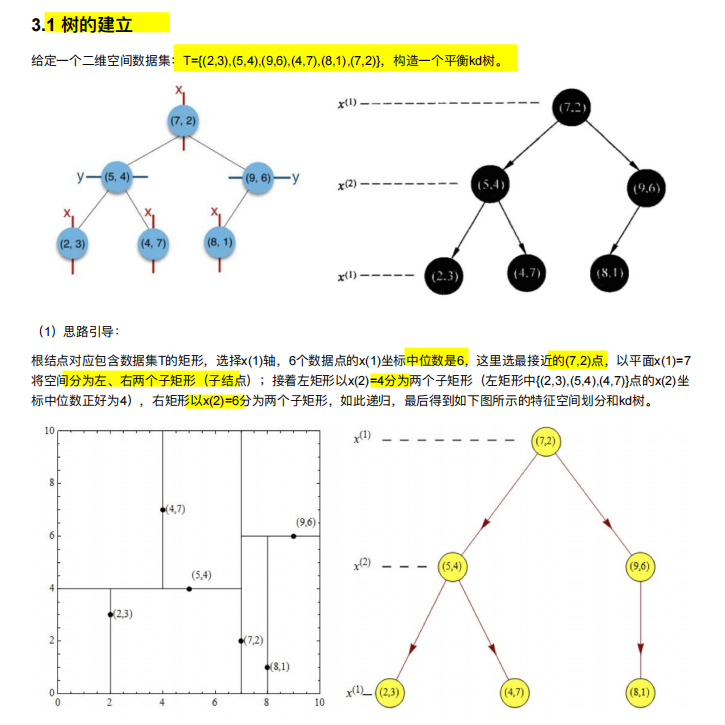 3.1 树的建立
给定一个二维空间数据集：T={(2,3),(5,4),(9,6),(4,7),(8,1),(7,2)}，构造一个平衡kd树。
x
(7, 2)
y
(5, 4)
(9, 6)
y
x
x
x
(2, 3)
(4, 7)
(8, 1)
x(1)
(7,2)
x(2)
(5,4)
(9,6)
x(1)
(2,3)
(4,7)
(8,1)
（1）思路引导：
根结点对应包含数据集T的矩形，选择x(1)轴，6个数据点的x(1)坐标中位数是6，这里选最接近的(7,2)点，以平面x(1)=7
将空间分为左、右两个子矩形（子结点）；接着左矩形以x(2)=4分为两个子矩形（左矩形中{(2,3),(5,4),(4,7)}点的x(2)坐
标中位数正好为4），右矩形以x(2)=6分为两个子矩形，如此递归，最后得到如下图所示的特征空间划分和kd树。
10
8
6
4
2
0
(4,7)
(9,6)
(5,4)
(2,3)
(7,2)
(8,1)
0 2 4 6 8 10
x(1)
(7,2)
x(2)
(5,4)
(9,6)
x(1)
(2,3)
(4,7)
(8,1)